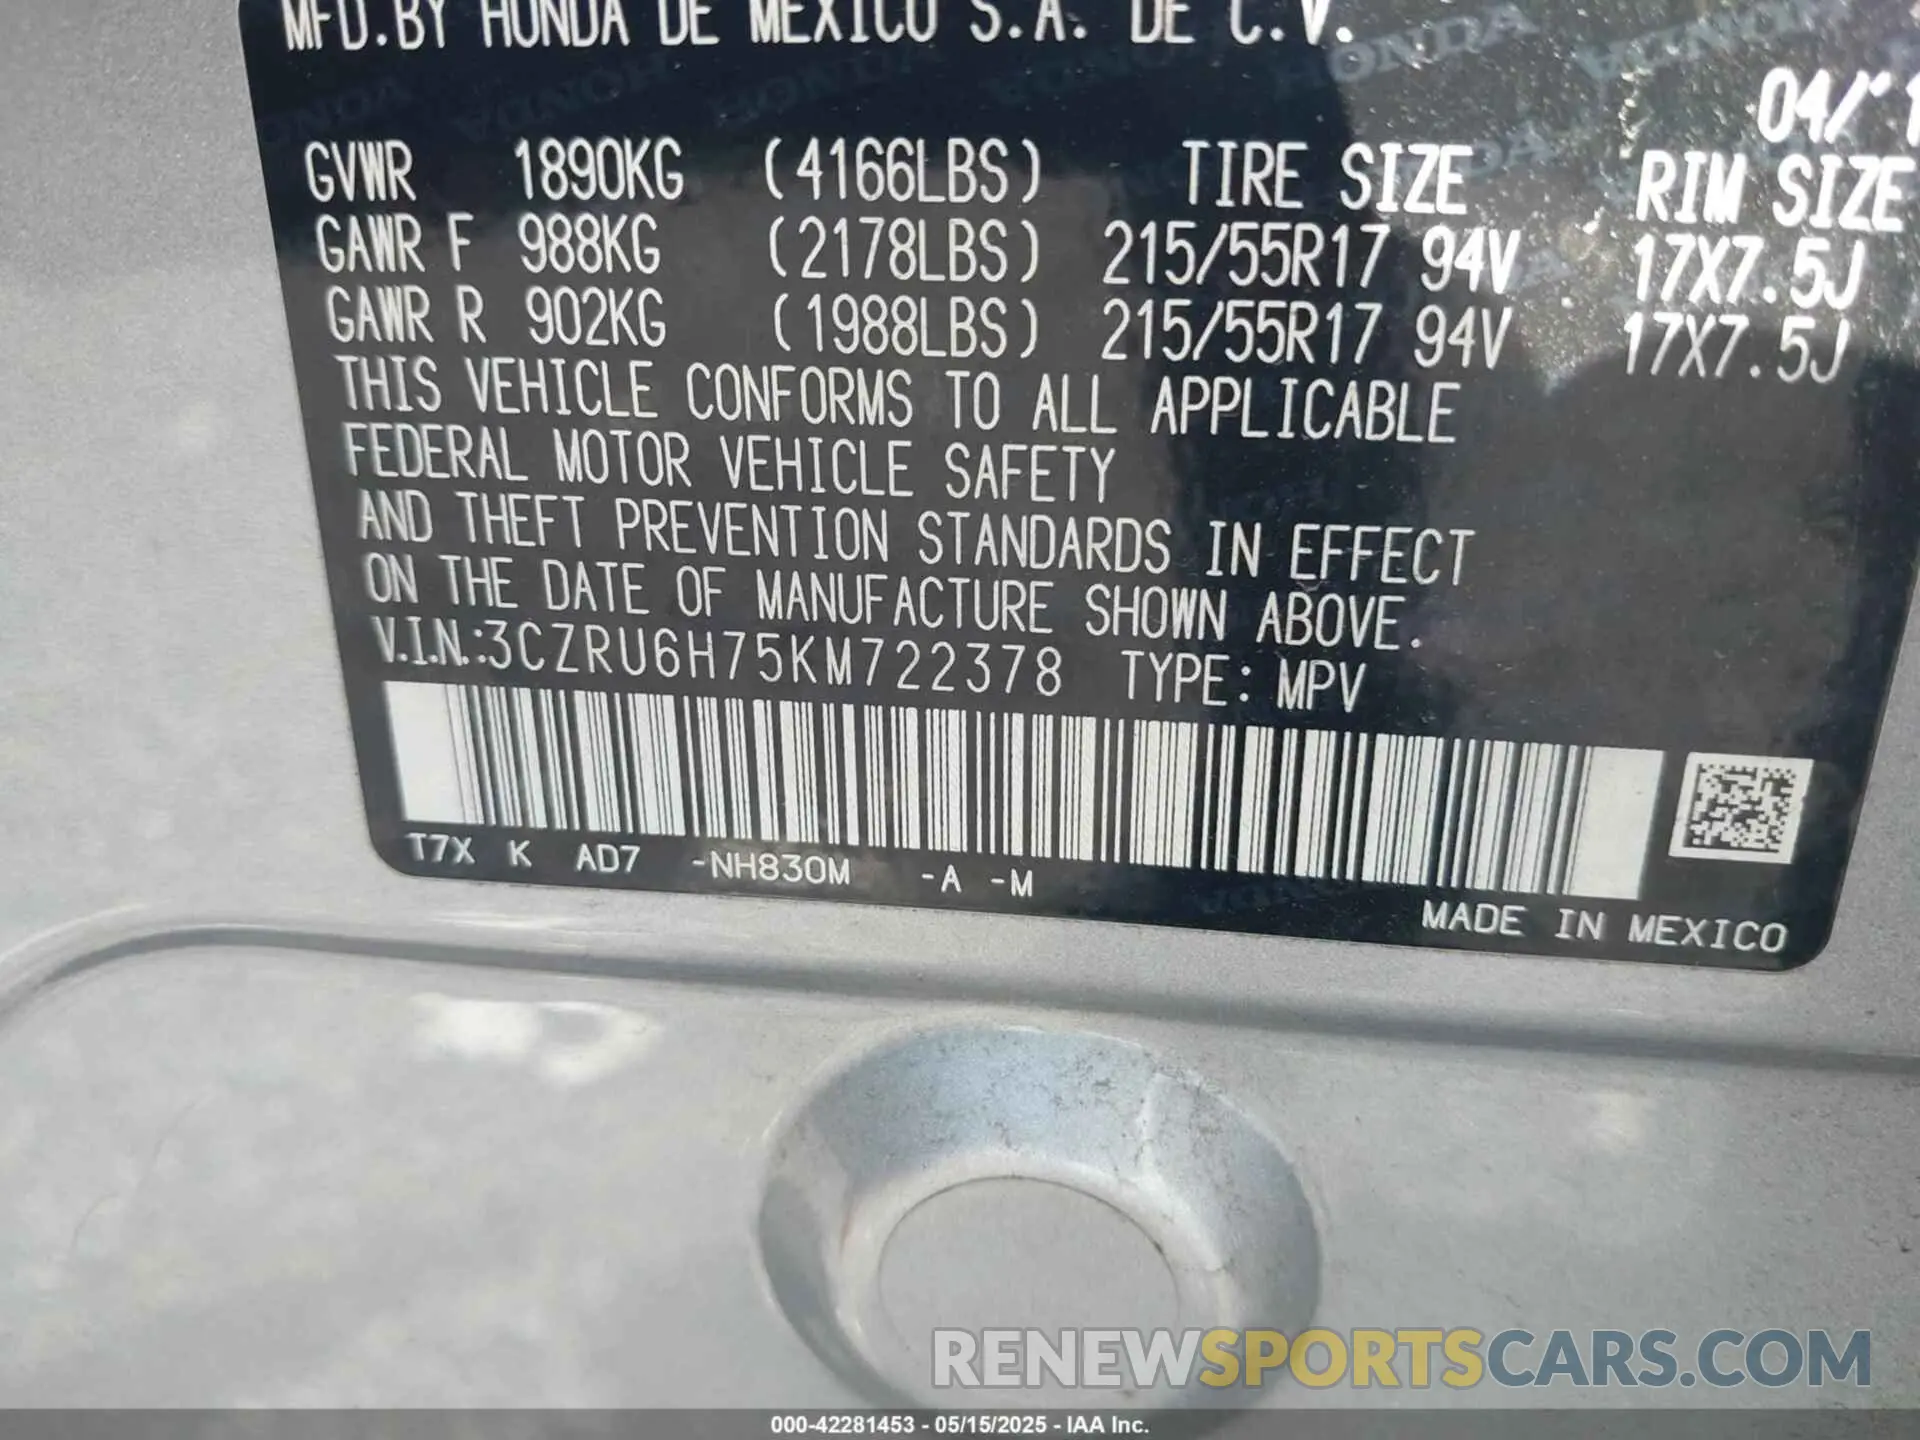 MFD.BY HONDA DE MEXICO S.A. DE C.V.
04/'1
GVWR 1890KG (4166LBS) TIRE SIZE RIM SIZE
GAWR F 988KG (2178LBS) 215/55R17 94V 17X7.5J
GAWR R 902KG (1988LBS) 215/55R17 94V 17X7.5J
THIS VEHICLE CONFORMS TO ALL APPLICABLE
FEDERAL MOTOR VEHICLE SAFETY
AND THEFT PREVENTION STANDARDS IN EFFECT
ON THE DATE OF MANUFACTURE SHOWN ABOVE.
V.I.N.:3CZRU6H75KM722378 TYPE: MPV
T7X K AD7 -NH830M -A -M
MADE IN MEXICO
RENEWSPORTSCARS.COM
000-42281453 - 05/15/2025 - IAA Inc.